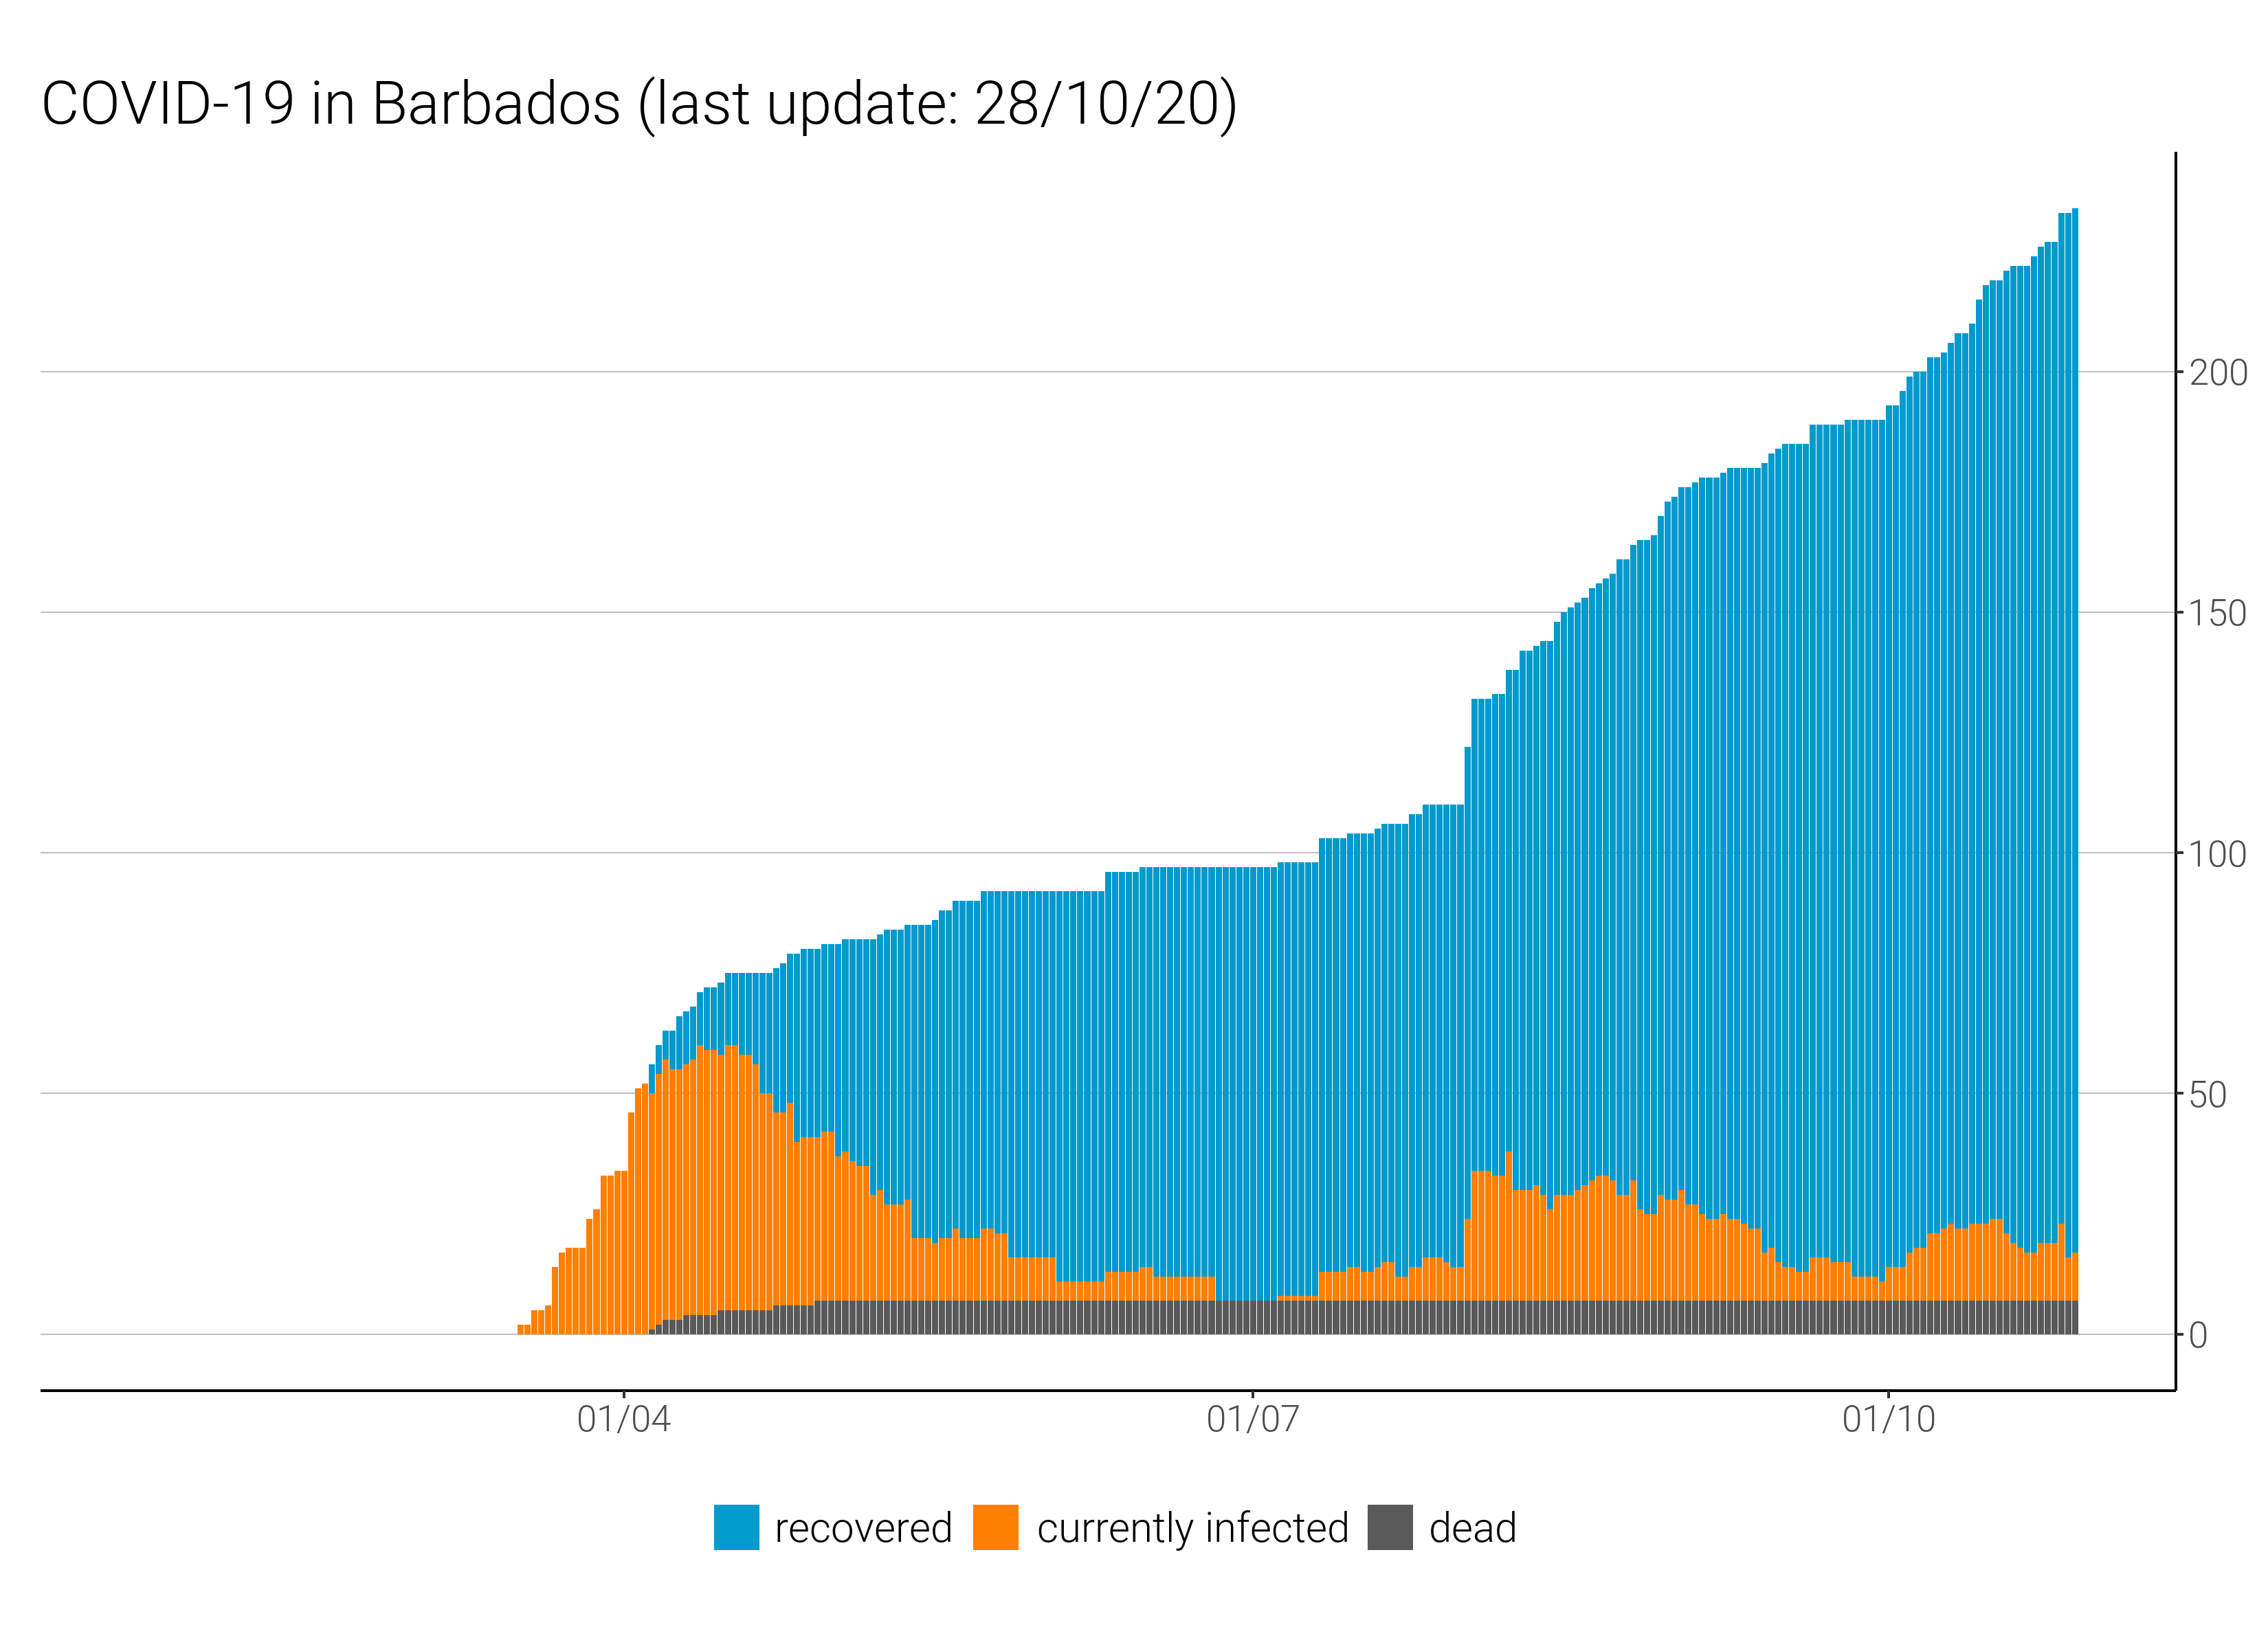 COVID-19 in Barbados (last update: 28/10/20)
200
150
100
50
0
01/04 01/07 01/10
recovered currently infected dead